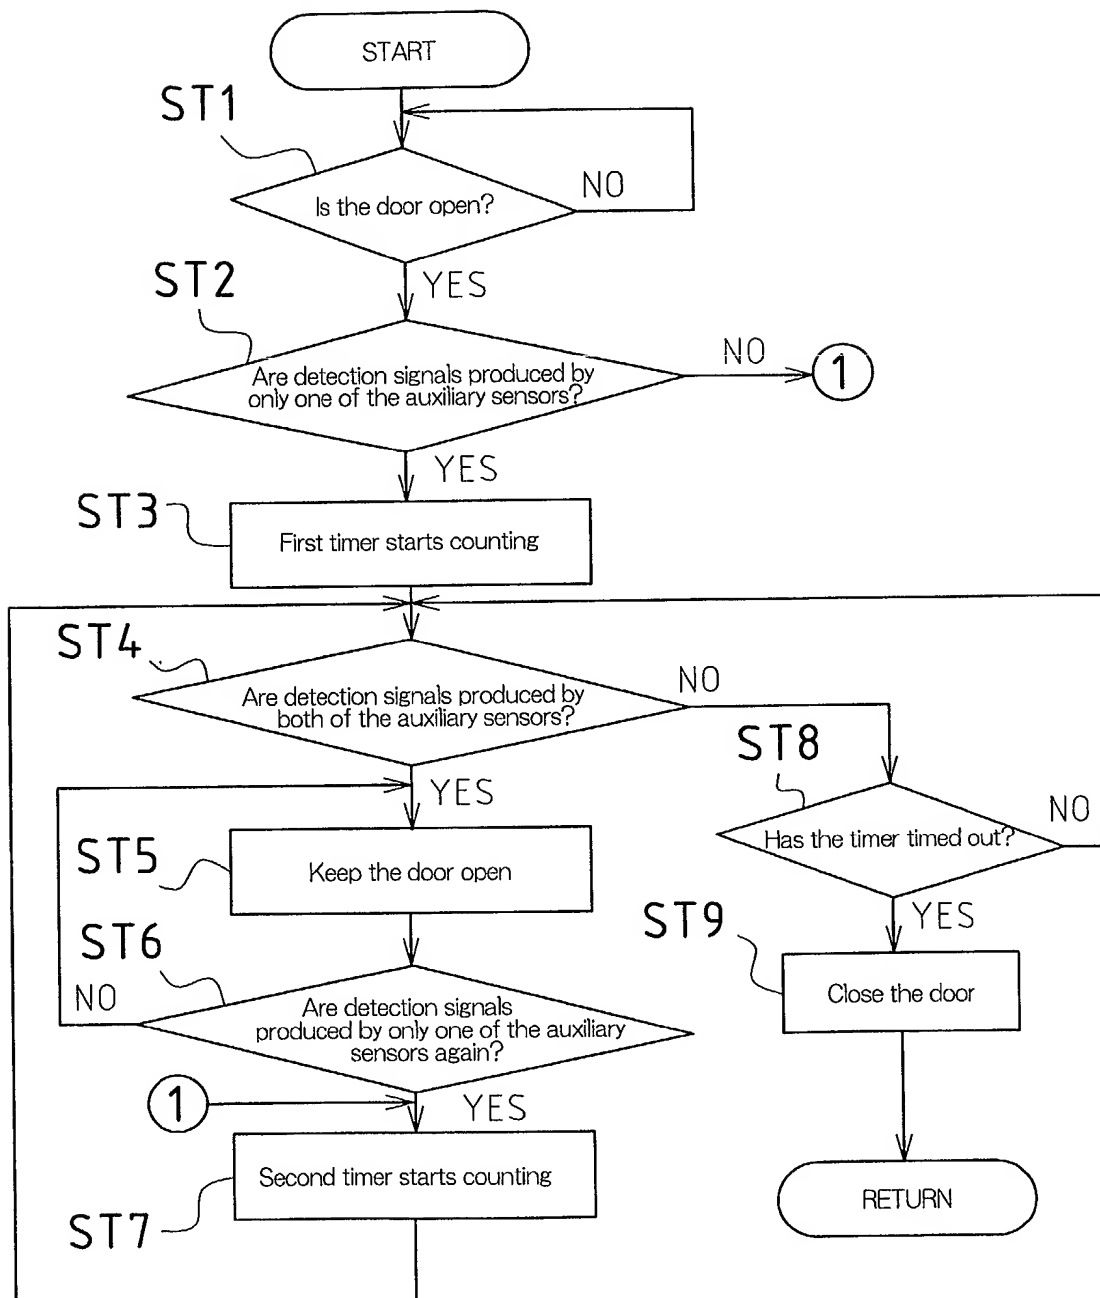 START
ST1
Is the door open?
NO
YES
ST2
Are detection signals produced by
only one of the auxiliary sensors?
NO
1
YES
ST3
First timer starts counting
ST4
Are detection signals produced by
both of the auxiliary sensors?
NO
YES
ST8
Has the timer timed out?
NO
ST5
Keep the door open
YES
ST9
Close the door
ST6
NO
Are detection signals
produced by only one of the auxiliary
sensors again?
1
YES
Second timer starts counting
ST7
RETURN